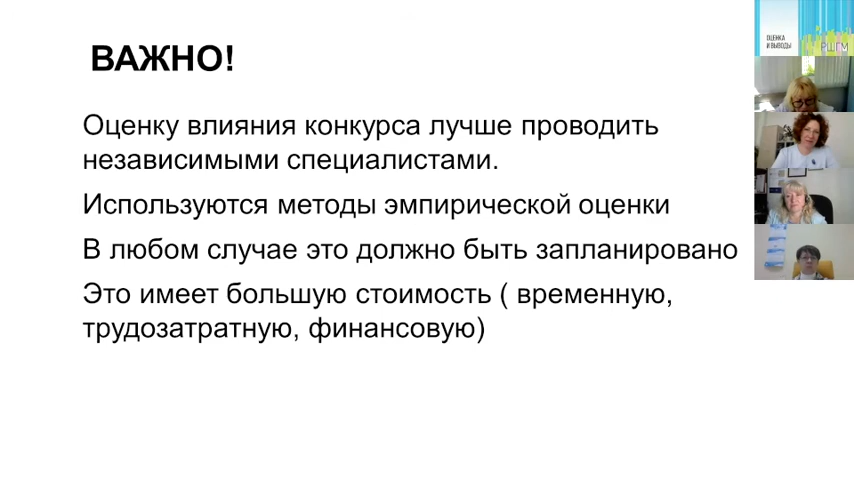 ВАЖНО!
Оценку влияния конкурса лучше проводить
независимыми специалистами.
Используются методы эмпирической оценки
В любом случае это должно быть запланировано
Это имеет большую стоимость ( временную,
трудозатратную, финансовую)
ОЦЕНКА
И ВЫВОДЫ
РШГМ